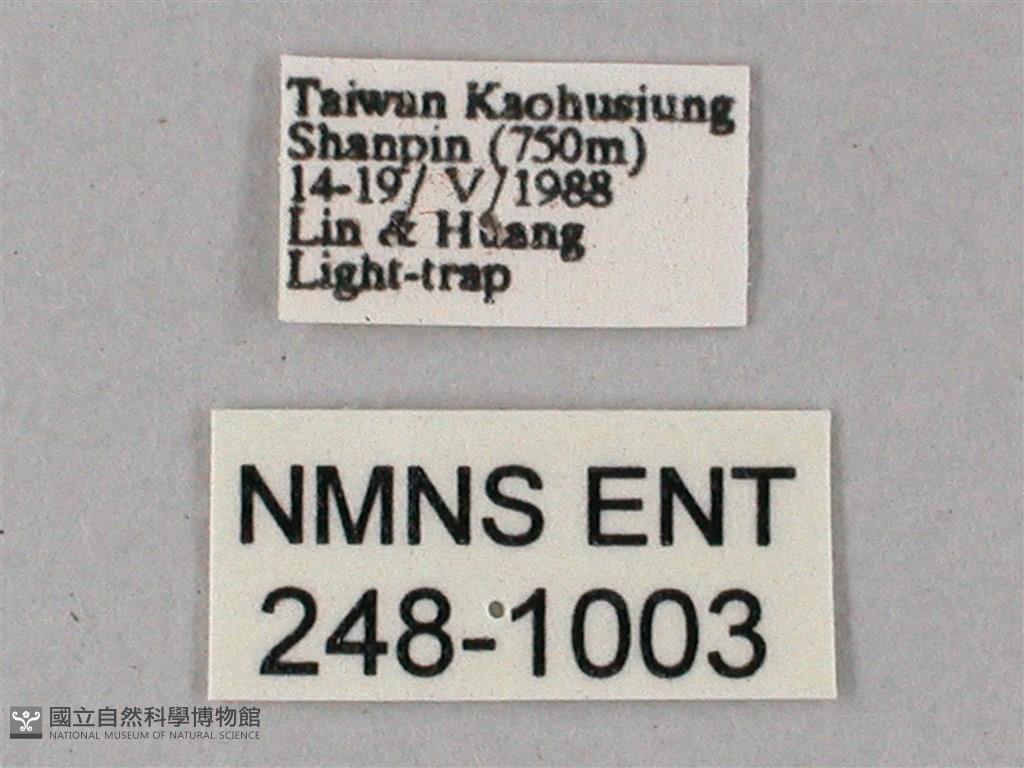 Taiwan Kaohusiung
Shanpin (750m)
14-19/ V/1988
Lin & Huang
Light-trap
NMNS ENT
248-1003
國立自然科學博物館
NATIONAL MUSEUM OF NATURAL SCIENCE